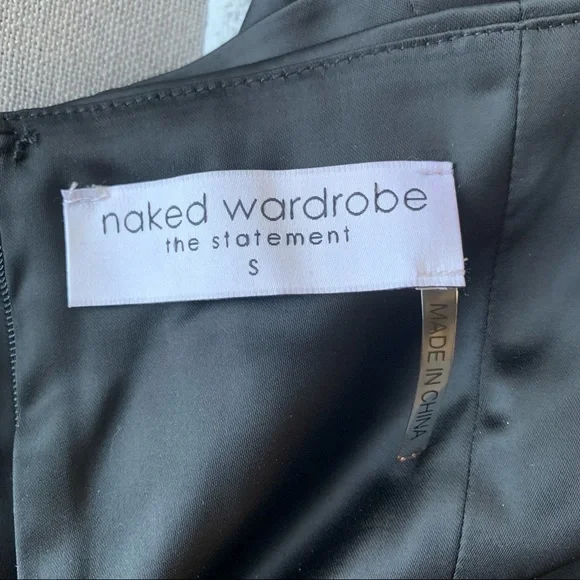 naked wardrobe
the statement
S
MADE IN CHINA